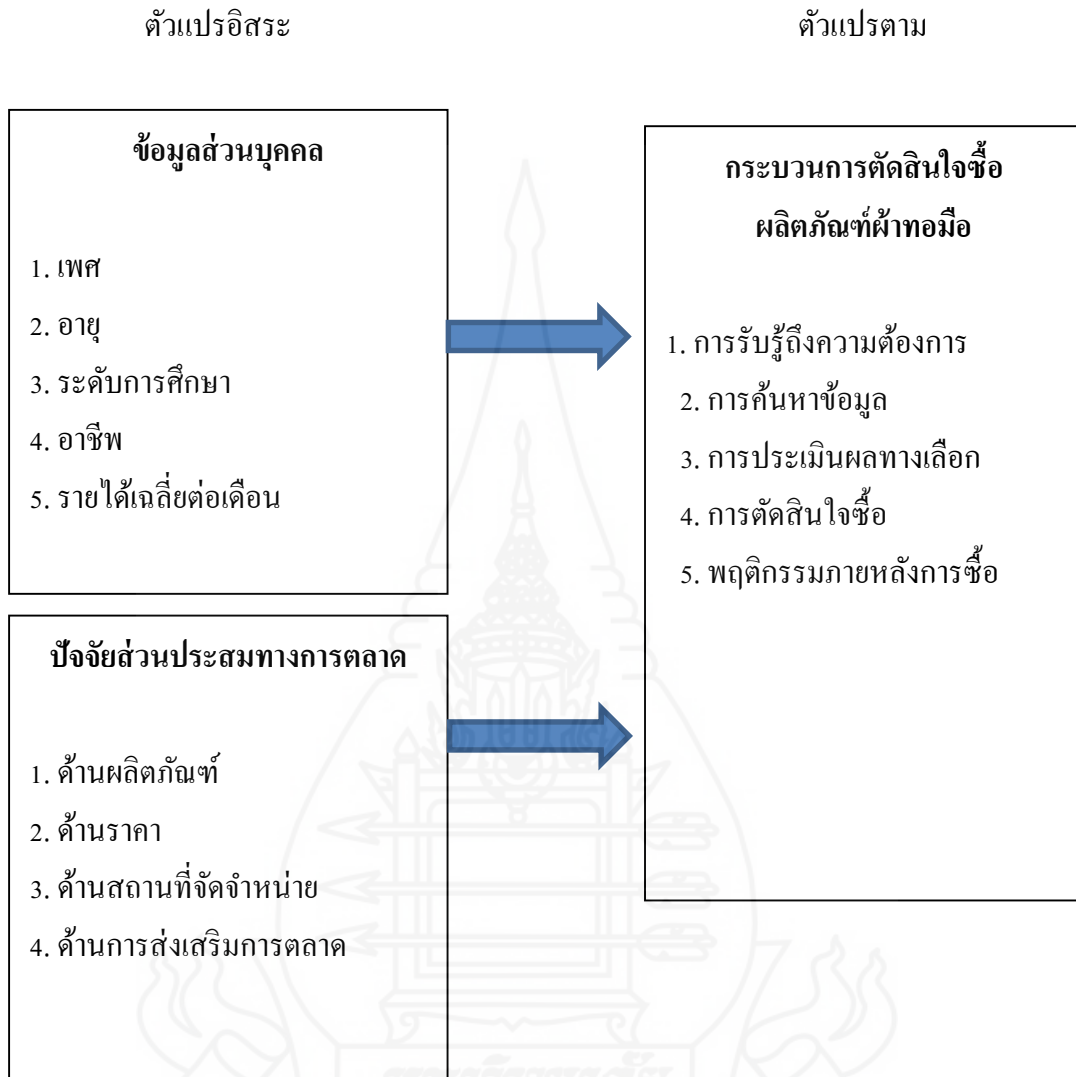 ตัวแปรอิสระ
ตัวแปรตาม
ข้อมูลส่วนบุคคล
1. เพศ
2. อายุ
3. ระดับการศึกษา
4. อาชีพ
5. รายได้เฉลี่ยต่อเดือน
ปัจจัยส่วนประสมทางการตลาด
1. ด้านผลิตภัณฑ์
2. ด้านราคา
3. ด้านสถานที่จัดจำหน่าย
4. ด้านการส่งเสริมการตลาด
กระบวนการตัดสินใจซื้อ
ผลิตภัณฑ์ผ้าทอมือ
1. การรับรู้ถึงความต้องการ
2. การค้นหาข้อมูล
3. การประเมินผลทางเลือก
4. การตัดสินใจซื้อ
5. พฤติกรรมภายหลังการซื้อ